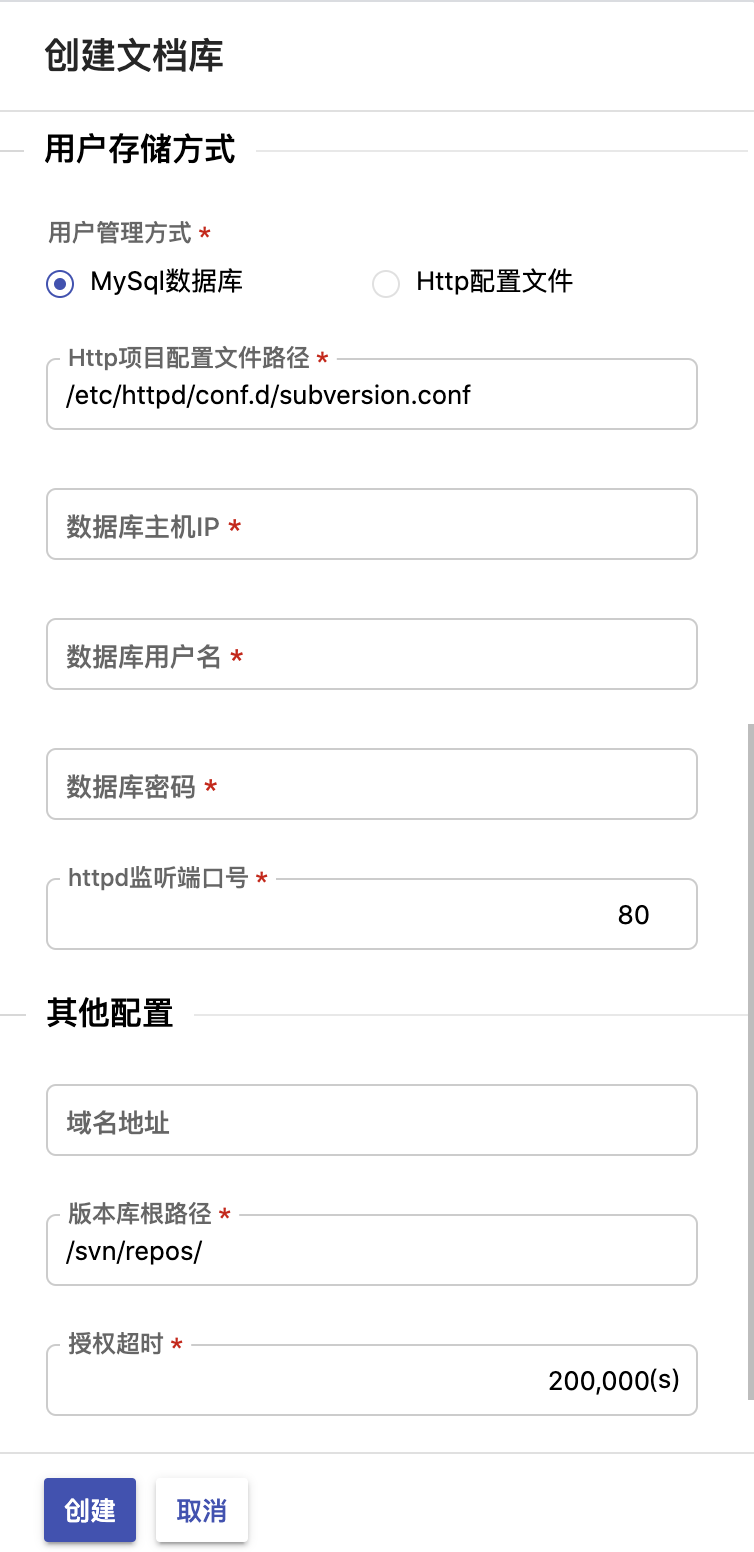 创建文档库
用户存储方式
用户管理方式 *
MySql数据库 Http配置文件
Http项目配置文件路径 *
/etc/httpd/conf.d/subversion.conf
数据库主机IP *
数据库用户名 *
数据库密码 *
httpd监听端口号 *
80
其他配置
域名地址
版本库根路径 *
/svn/repos/
授权超时 *
200,000(s)
创建 取消